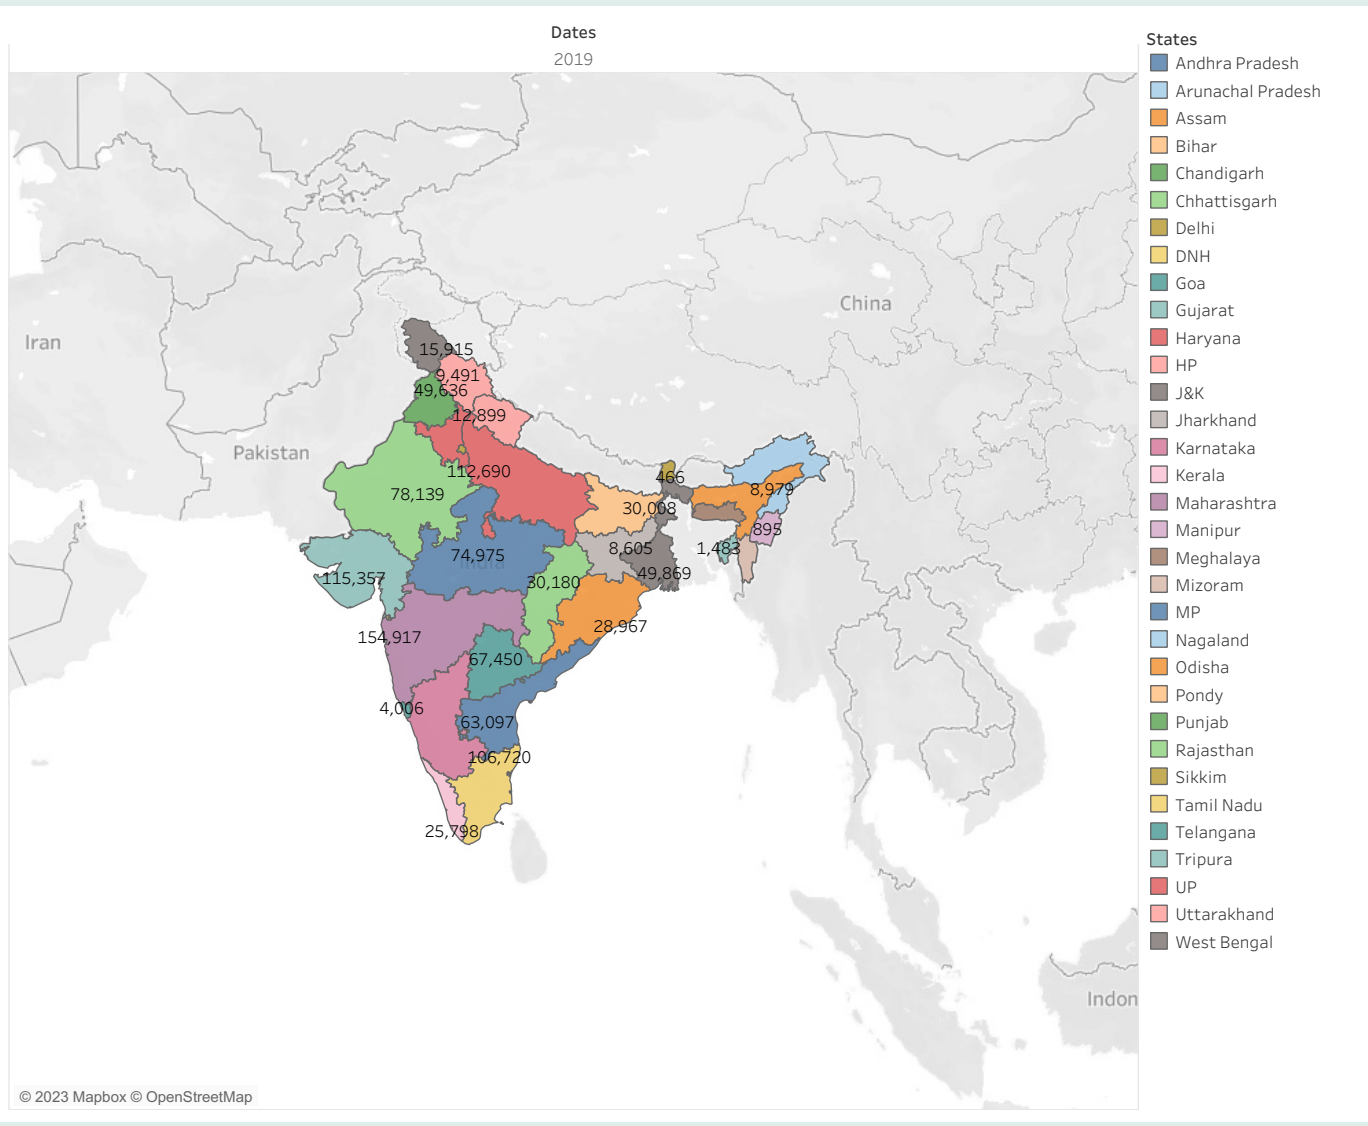 Dates
2019
States
Andhra Pradesh
Arunachal Pradesh
Assam
Bihar
Chandigarh
Chhattisgarh
Delhi
DNH
Goa
Gujarat
Haryana
HP
J&K
Jharkhand
Karnataka
Kerala
Maharashtra
Manipur
Meghalaya
Mizoram
MP
Nagaland
Odisha
Pondy
Punjab
Rajasthan
Sikkim
Tamil Nadu
Telangana
Tripura
UP
Uttarakhand
West Bengal
China
Iran
15,915
9,491
49,636
12,899
Pakistan
112,690
466
8,979
78,139
30,008
895
8,605
1,483
74,975
India
49,869
115,357
30,180
28,967
154,917
67,450
4,006
63,097
106,720
25,798
Indon
© 2023 Mapbox © OpenStreetMap